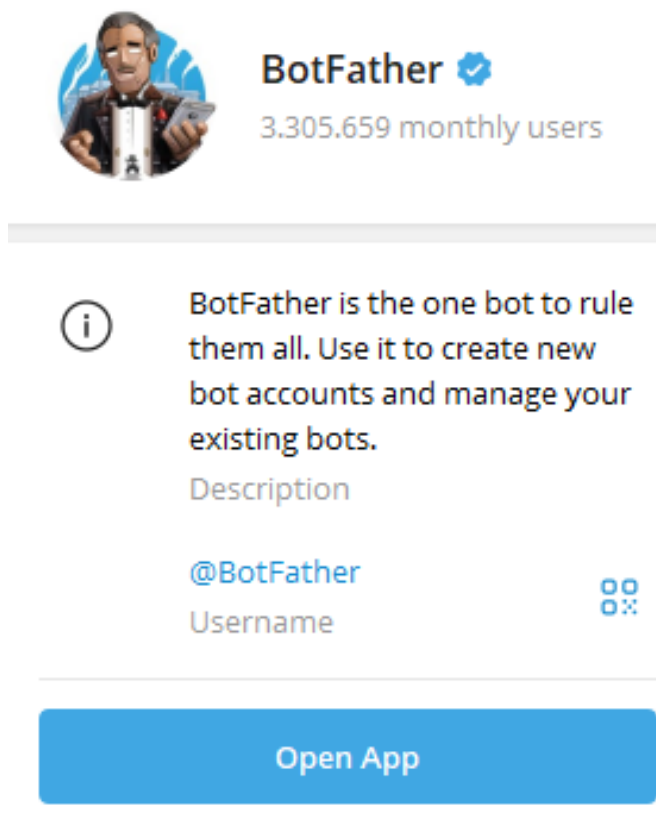 BotFather
3.305.659 monthly users
BotFather is the one bot to rule
them all. Use it to create new
bot accounts and manage your
existing bots.
Description
@BotFather
Username
Open App